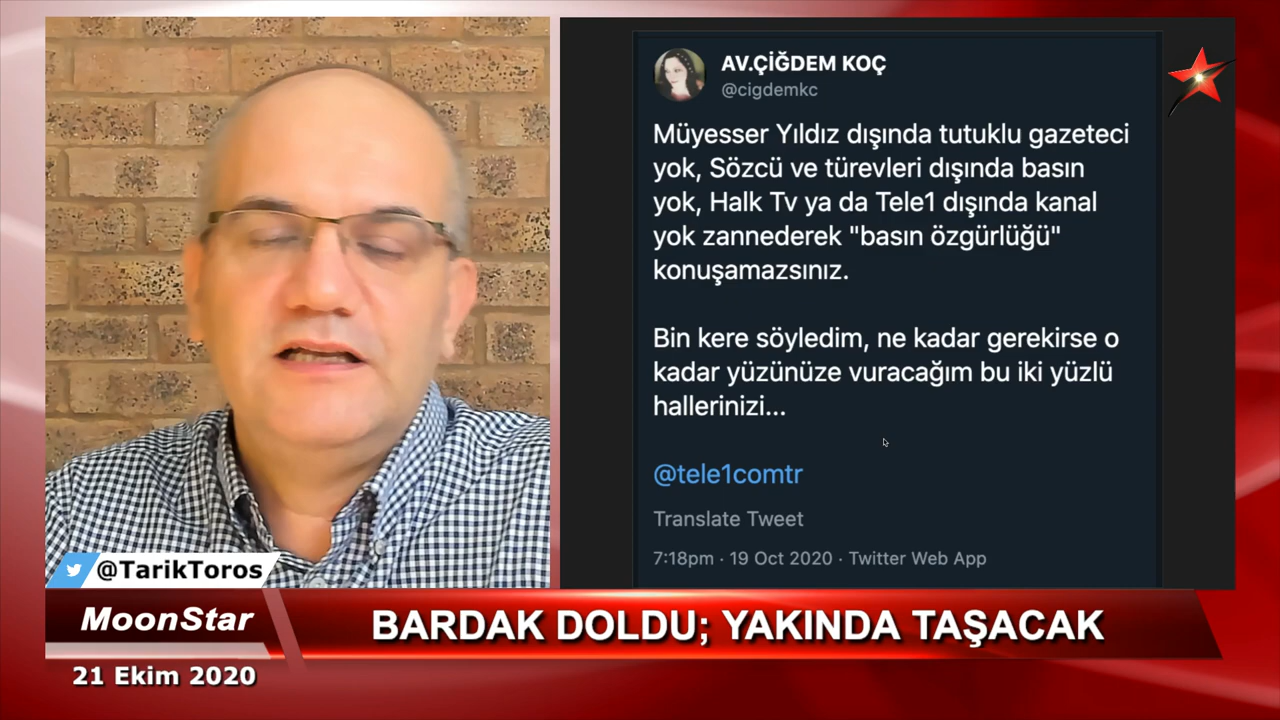 AV.ÇİĞDEM KOÇ
@cigdemkc
Müyesser Yıldız dışında tutuklu gazeteci
yok, Sözcü ve türevleri dışında basın
yok, Halk Tv ya da Tele1 dışında kanal
yok zannederek "basın özgürlüğü"
konuşamazsınız.
Bin kere söyledim, ne kadar gerekirse o
kadar yüzünüze vuracağım bu iki yüzlü
hallerinizi...
@tele1comtr
Translate Tweet
7:18pm · 19 Oct 2020 · Twitter Web App
@TarikToros
MoonStar
BARDAK DOLDU; YAKINDA TAŞACAK
21 Ekim 2020